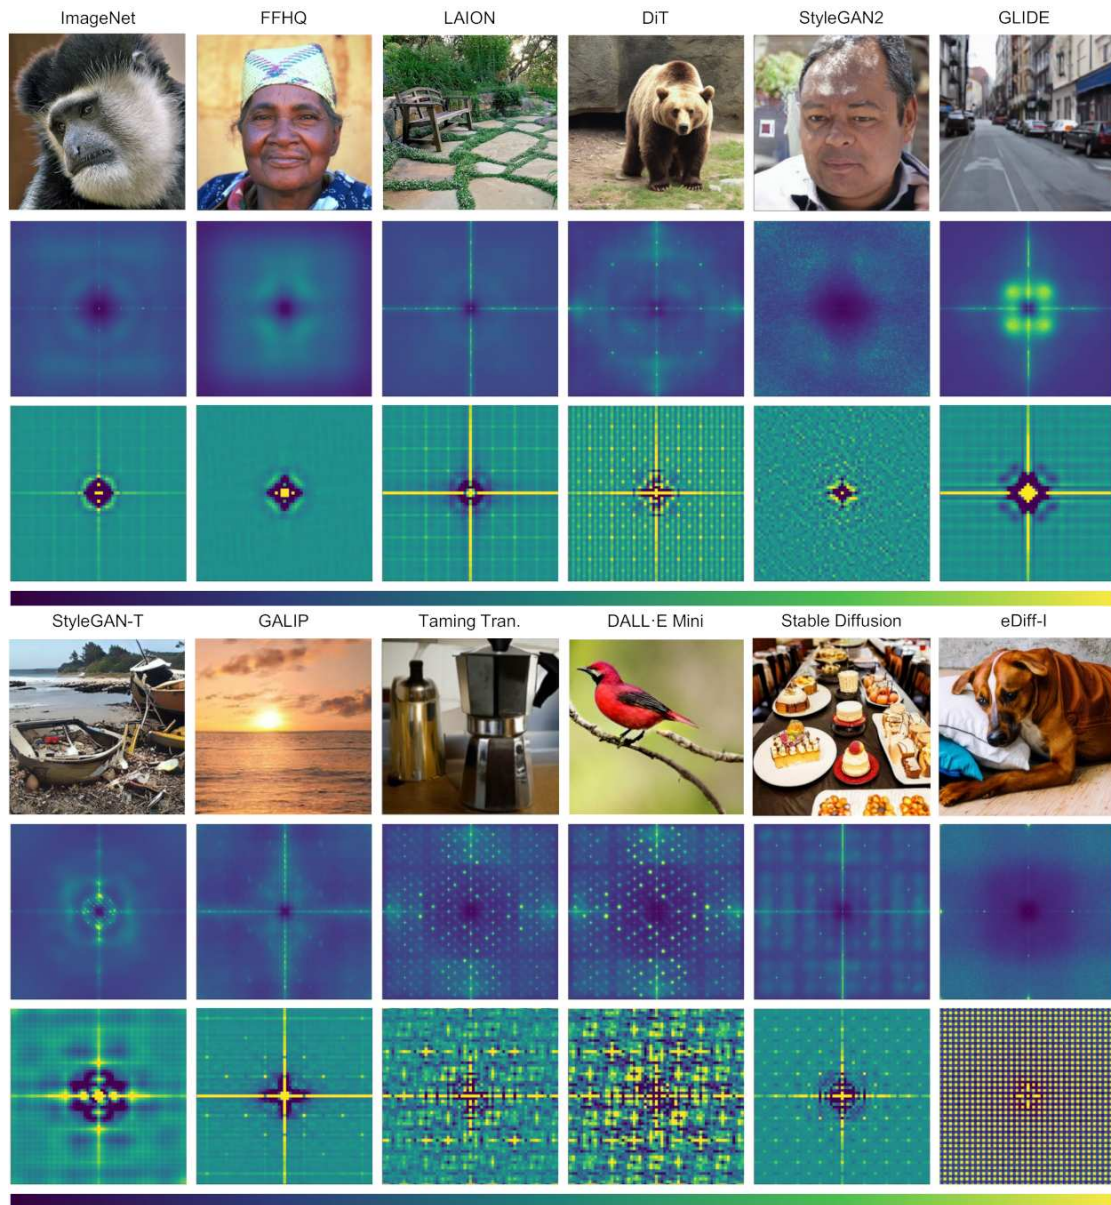 ImageNet FFHQ LAION DiT StyleGAN2 GLIDE
StyleGAN-T GALIP Taming Tran. DALL·E Mini Stable Diffusion eDiff-I